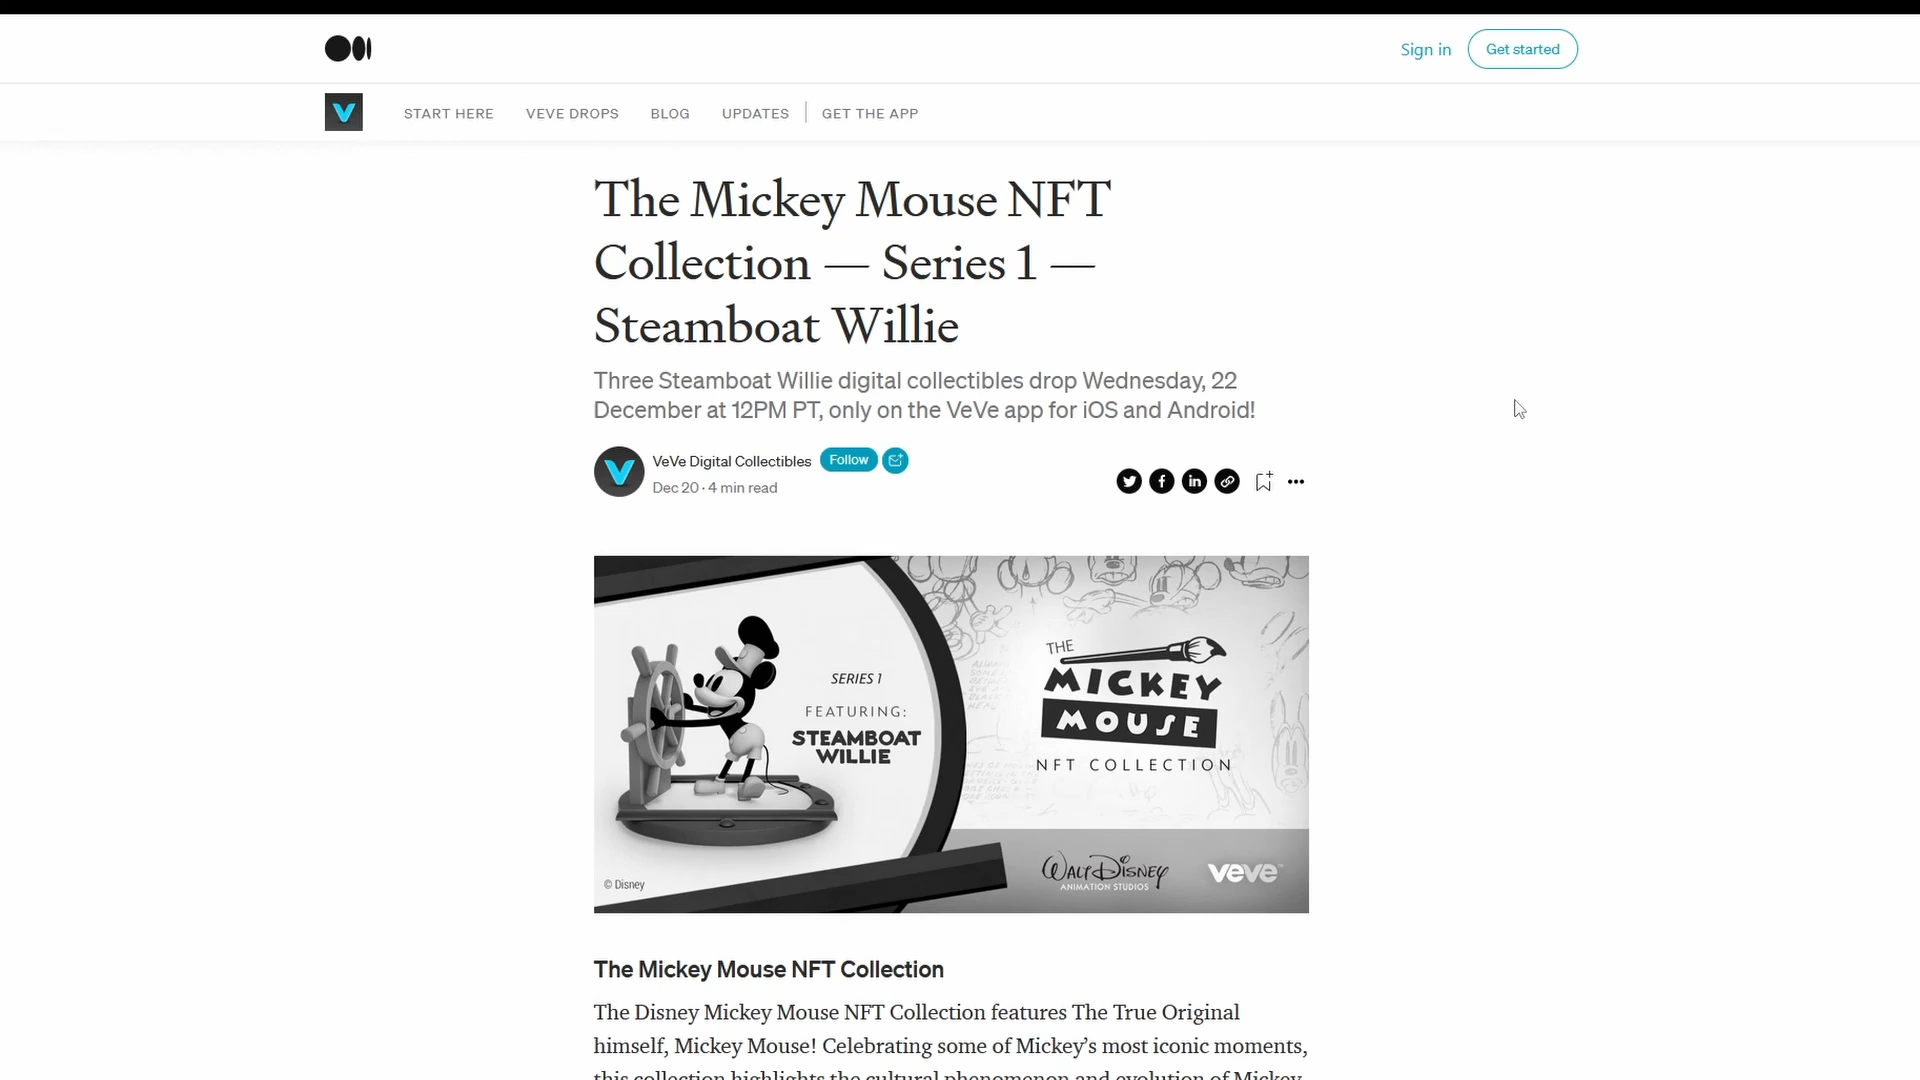 Sign in
Get started
START HERE
VEVE DROPS
BLOG
UPDATES
GET THE APP
The Mickey Mouse NFT
Collection — Series 1 —
Steamboat Willie
Three Steamboat Willie digital collectibles drop Wednesday, 22
December at 12PM PT, only on the VeVe app for iOS and Android!
VeVe Digital Collectibles
Follow
Dec 20 · 4 min read
SERIES 1
FEATURING:
STEAMBOAT
WILLIE
© Disney
THE
MICKEY
MOUSE
NFT COLLECTION
WALT DISNEY
ANIMATION STUDIOS
veve
The Mickey Mouse NFT Collection
The Disney Mickey Mouse NFT Collection features The True Original
himself, Mickey Mouse! Celebrating some of Mickey’s most iconic moments,
this collection highlights the cultural phenomenon and evolution of Mickey